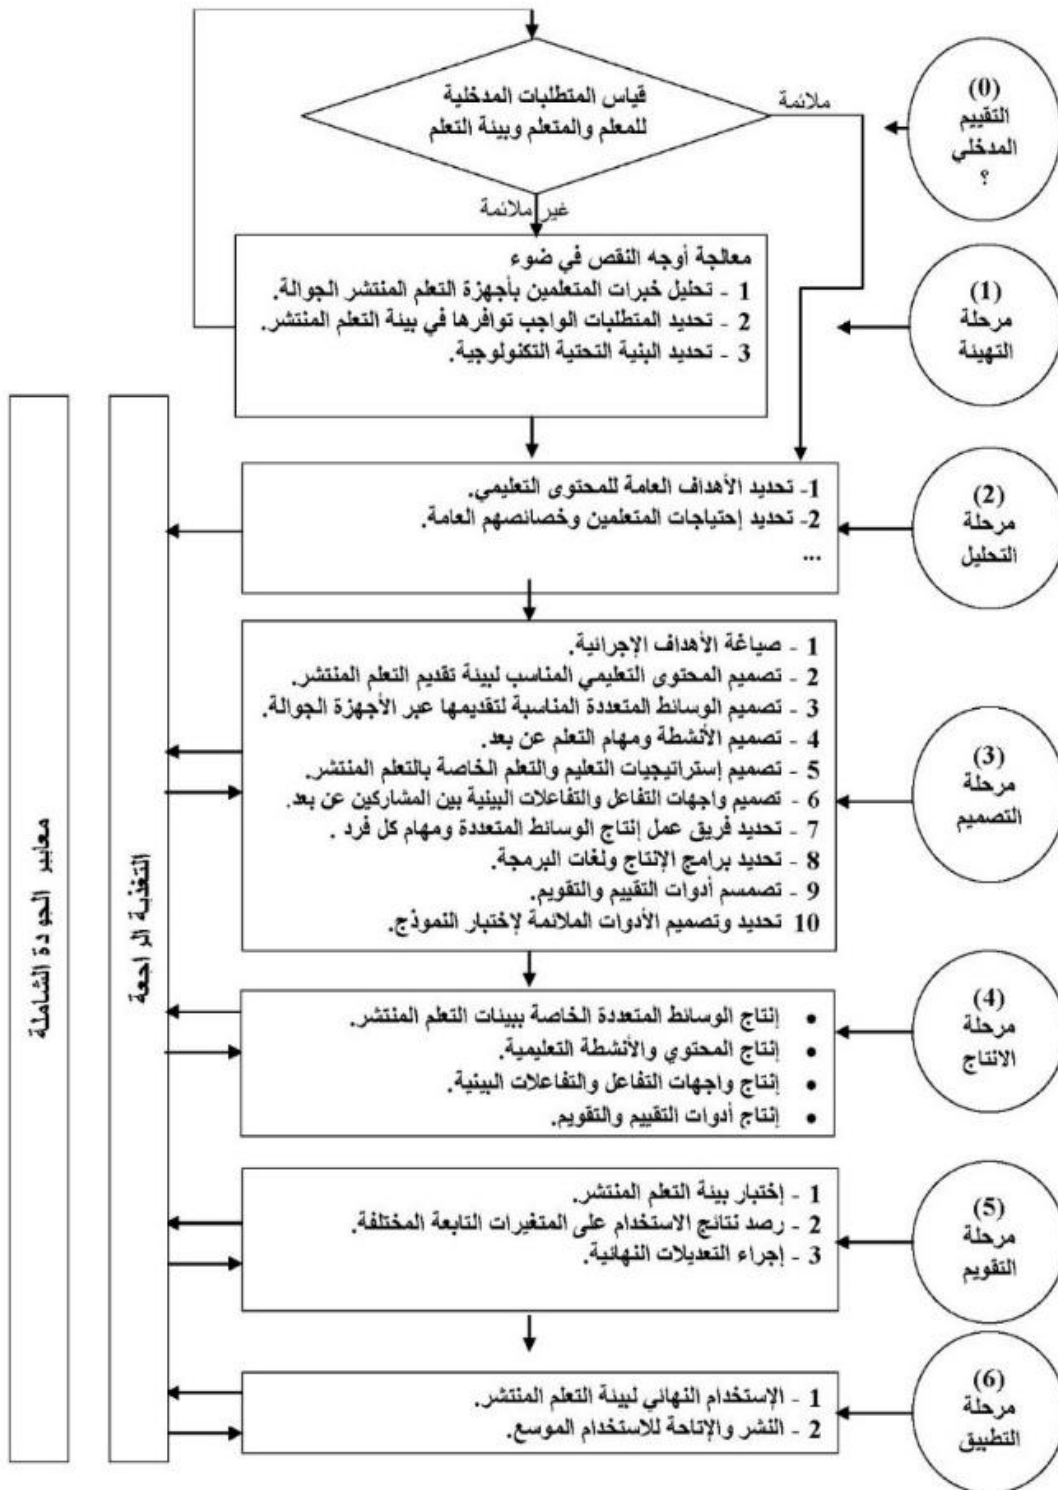 قياس المتطلبات المدخلية
للمعلم والمتعلم وبيئة التعلم
ملائمة
غير ملائمة
(0)
التقييم
المدخلي
؟
معالجة أوجه النقص في ضوء
1 - تحليل خبرات المتعلمين بأجهزة التعلم المنتشر الجوالة.
2 - تحديد المتطلبات الواجب توافرها في بيئة التعلم المنتشر.
3 - تحديد البنية التحتية التكنولوجية.
(1)
مرحلة
التهيئة
1- تحديد الأهداف العامة للمحتوى التعليمي.
2- تحديد إحتياجات المتعلمين وخصائصهم العامة.
...
(2)
مرحلة
التحليل
1 - صياغة الأهداف الإجرائية.
2 - تصميم المحتوى التعليمي المناسب لبيئة تقديم التعلم المنتشر.
3 - تصميم الوسائط المتعددة المناسبة لتقديمها عبر الأجهزة الجوالة.
4 - تصميم الأنشطة ومهام التعلم عن بعد.
5 - تصميم إستراتيجيات التعليم والتعلم الخاصة بالتعلم المنتشر.
6 - تصميم واجهات التفاعل والتفاعلات البينية بين المشاركين عن بعد.
7 - تحديد فريق عمل إنتاج الوسائط المتعددة ومهام كل فرد .
8 - تحديد برامج الإنتاج ولغات البرمجة.
9 - تصمسم أدوات التقييم والتقويم.
10 تحديد وتصميم الأدوات الملائمة لإختبار النموذج.
(3)
مرحلة
التصميم
• إنتاج الوسائط المتعددة الخاصة ببيئات التعلم المنتشر.
• إنتاج المحتوي والأنشطة التعليمية.
• إنتاج واجهات التفاعل والتفاعلات البينية.
• إنتاج أدوات التقييم والتقويم.
(4)
مرحلة
الانتاج
1 - إختبار بيئة التعلم المنتشر.
2 - رصد نتائج الاستخدام على المتغيرات التابعة المختلفة.
3 - إجراء التعديلات النهائية.
(5)
مرحلة
التقويم
1 - الإستخدام النهائي لبيئة التعلم المنتشر.
2 - النشر والإتاحة للاستخدام الموسع.
(6)
مرحلة
التطبيق
التغذية الراجعة
معايير الجودة الشاملة